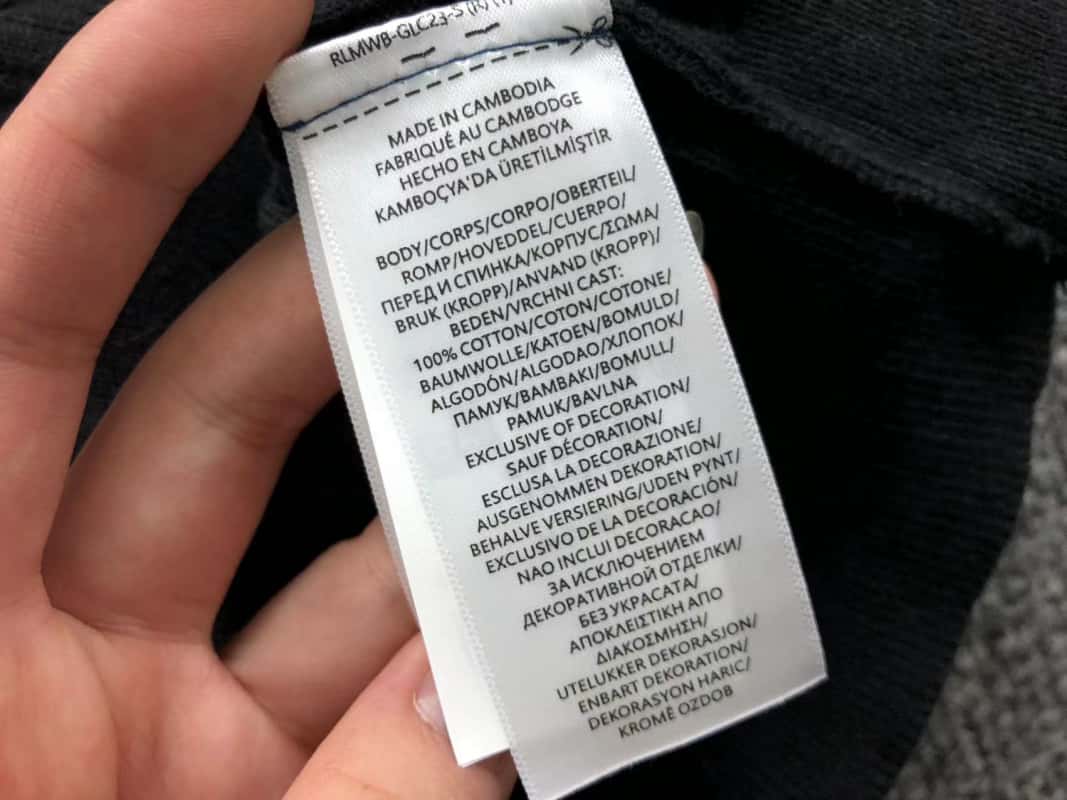 RLMWB-GLC23-S (R)
MADE IN CAMBODIA
FABRIQUÉ AU CAMBODGE
HECHO EN CAMBOYA
KAMBOÇYA'DA ÜRETİLMİŞTİR
BODY/CORPS/CORPO/OBERTEIL/
ROMP/HOVEDDEL/CUERPO/
ПЕРЕД И СПИНКА/КОРПУС/ΣΩΜΑ/
BRUK (KROPP)/ANVAND (KROPP)/
BEDEN/VRCHNI CAST:
100% COTTON/COTON/COTONE/
BAUMWOLLE/KATOEN/BOMULD/
ALGODÓN/ALGODAO/ХЛОПОК/
ПАМУК/ΒΑΜΒΑΚΙ/BOMULL/
PAMUK/BAVLNA
EXCLUSIVE OF DECORATION/
SAUF DÉCORATION/
ESCLUSA LA DECORAZIONE/
AUSGENOMMEN DEKORATION/
BEHALVE VERSIERING/UDEN PYNT/
EXCLUSIVO DE LA DECORACIÓN/
NAO INCLUI DECORACAO/
ЗА ИСКЛЮЧЕНИЕМ
ДЕКОРАТИВНОЙ ОТДЕЛКИ/
БЕЗ УКРАСАТА/
ΑΠΟΚΛΕΙΣΤΙΚΗ ΑΠΟ
ΔΙΑΚΟΣΜΗΣΗ/
UTELUKKER DEKORASJON/
ENBART DEKORATION/
DEKORASYON HARIC/
KROMĚ OZDOB